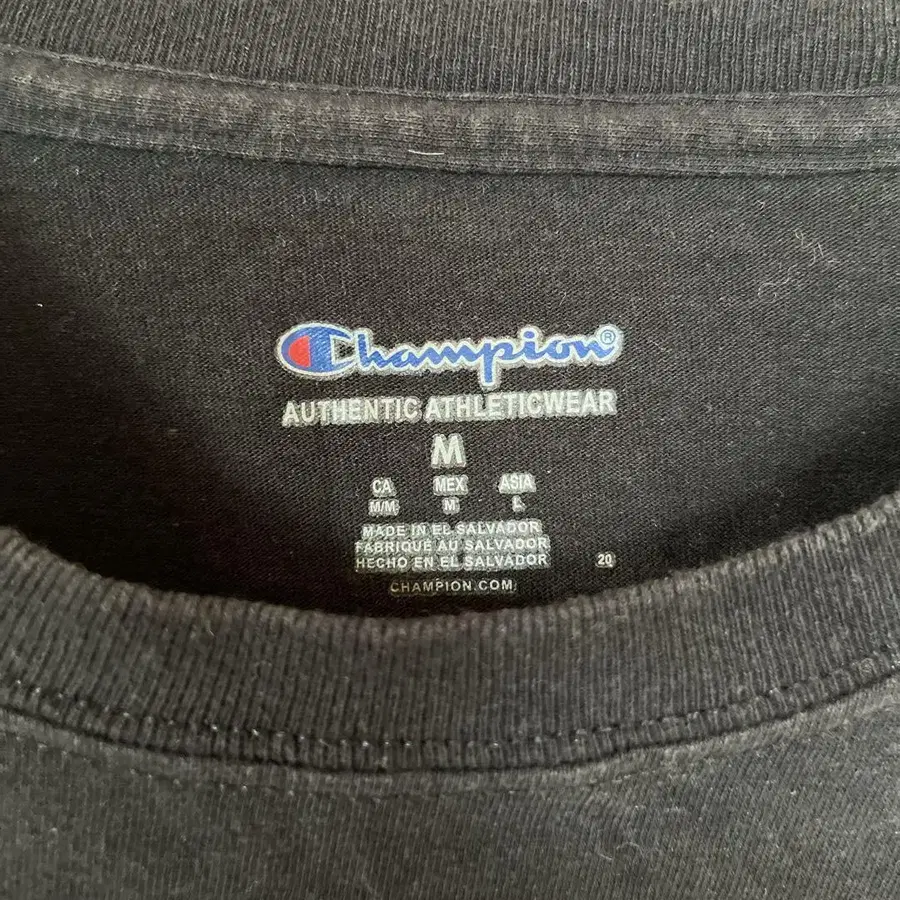 Champion®
AUTHENTIC ATHLETICWEAR
M
CA MEX ASIA
M/M M L
MADE IN EL SALVADOR
FABRIQUÉ AU SALVADOR
HECHO EN EL SALVADOR 20
CHAMPION.COM